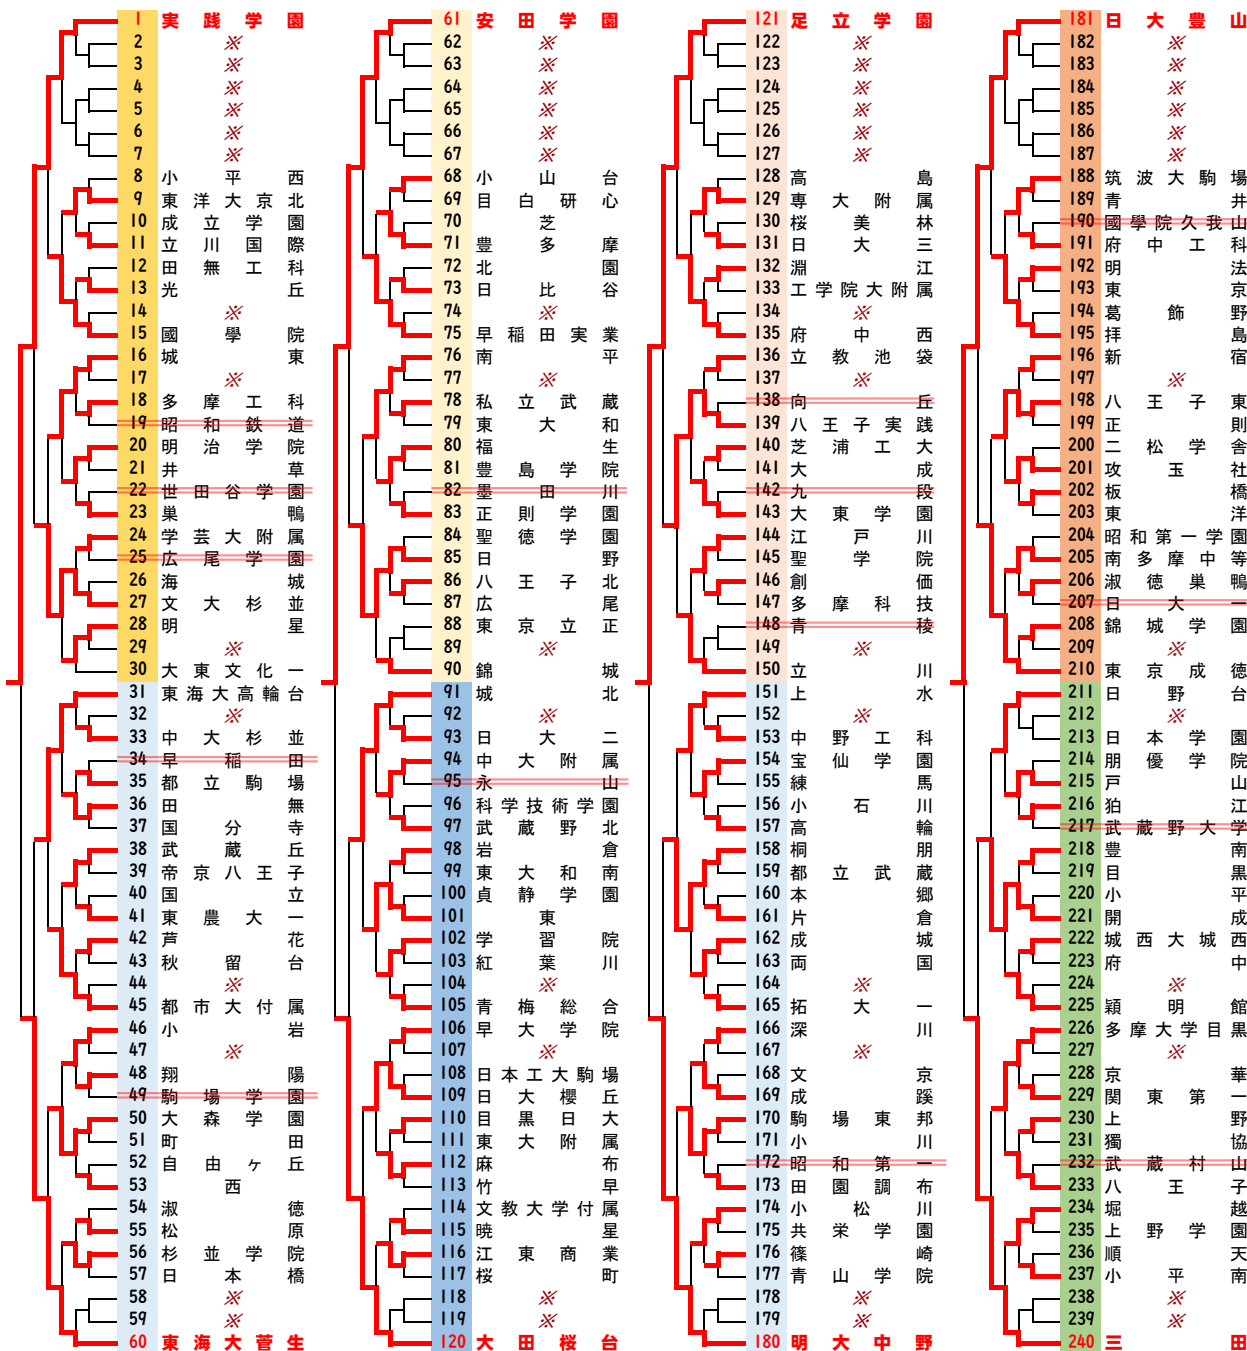 1 実践学園
2 ※
3 ※
4 ※
5 ※
6 ※
7 ※
8 小平西
9 東洋大京北
10 成立学園
11 立川国際
12 田無工科
13 光丘
14 ※
15 國學院
16 城東
17 ※
18 多摩工科
19 昭和鉄道
20 明治学院
21 井草
22 世田谷学園
23 巣鴨
24 学芸大附属
25 広尾学園
26 海城
27 文大杉並
28 明星
29 ※
30 大東文化一
31 東海大高輪台
32 ※
33 中大杉並
34 早稲田
35 都立駒場
36 田無
37 国分寺
38 武蔵丘
39 帝京八王子
40 国立
41 東農大一
42 芦花
43 秋留台
44 ※
45 都市大付属
46 小岩
47 ※
48 翔陽
49 駒場学園
50 大森学園
51 町田
52 自由ヶ丘
53 西
54 淑徳
55 松原
56 杉並学院
57 日本橋
58 ※
59 ※
60 東海大菅生
61 安田学園
62 ※
63 ※
64 ※
65 ※
66 ※
67 ※
68 小山台
69 目白研心
70 芝
71 豊多摩
72 北園
73 日比谷
74 ※
75 早稲田実業
76 南平
77 ※
78 私立武蔵
79 東大和
80 福生
81 豊島学院
82 墨田川
83 正則学園
84 聖徳学園
85 日野
86 八王子北
87 広尾
88 東京立正
89 ※
90 錦城
91 城北
92 ※
93 日大二
94 中大附属
95 永山
96 科学技術学園
97 武蔵野北
98 岩倉
99 東大和南
100 貞静学園
101 東
102 学習院
103 紅葉川
104 ※
105 青梅総合
106 早大学院
107 ※
108 日本工大駒場
109 日大櫻丘
110 目黒日大
111 東大附属
112 麻布
113 竹早
114 文教大学付属
115 暁星
116 江東商業
117 桜町
118 ※
119 ※
120 大田桜台
121 足立学園
122 ※
123 ※
124 ※
125 ※
126 ※
127 ※
128 高島
129 専大附属
130 桜美林
131 日大三
132 淵江
133 工学院大附属
134 ※
135 府中西
136 立教池袋
137 ※
138 向丘
139 八王子実践
140 芝浦工大
141 大成
142 九段
143 大東学園
144 江戸川
145 聖学院
146 創価
147 多摩科技
148 青稜
149 ※
150 立川
151 上水
152 ※
153 中野工科
154 宝仙学園
155 練馬
156 小石川
157 高輪
158 桐朋
159 都立武蔵
160 本郷
161 片倉
162 成城
163 両国
164 ※
165 拓大一
166 深川
167 ※
168 文京
169 成蹊
170 駒場東邦
171 小川
172 昭和第一
173 田園調布
174 小松川
175 共栄学園
176 篠崎
177 青山学院
178 ※
179 ※
180 明大中野
181 日大豊山
182 ※
183 ※
184 ※
185 ※
186 ※
187 ※
188 筑波大駒場
189 青井
190 國學院久我山
191 府中工科
192 明法
193 東京
194 葛飾野
195 拝島
196 新宿
197 ※
198 八王子東
199 正則
200 二松学舎
201 攻玉社
202 板橋
203 東洋
204 昭和第一学園
205 南多摩中等
206 淑徳巣鴨
207 日大一
208 錦城学園
209 ※
210 東京成徳
211 日野台
212 ※
213 日本学園
214 朋優学院
215 戸山
216 狛江
217 武蔵野大学
218 豊南
219 目黒
220 小平
221 開成
222 城西大城西
223 府中
224 ※
225 穎明館
226 多摩大学目黒
227 ※
228 京華
229 関東第一
230 上野
231 獨協
232 武蔵村山
233 八王子
234 堀越
235 上野学園
236 順天
237 小平南
238 ※
239 ※
240 三田